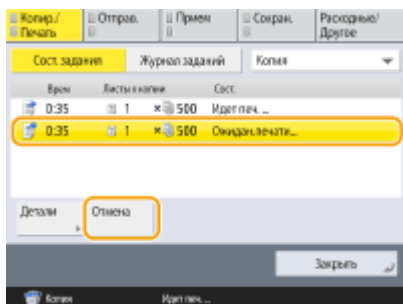 Копир./ Печать
Отправ.
Прием
Сохран.
Расходные/ Другое
Сост. задания
Журнал заданий
Копия
Время
Листы x копии
Сост.
0:35 1 × 500 Идет печ. ...
0:35 1 × 500 Ожидан.печати...
Детали
Отмена
Закрыть
Копия Идет печ. ...